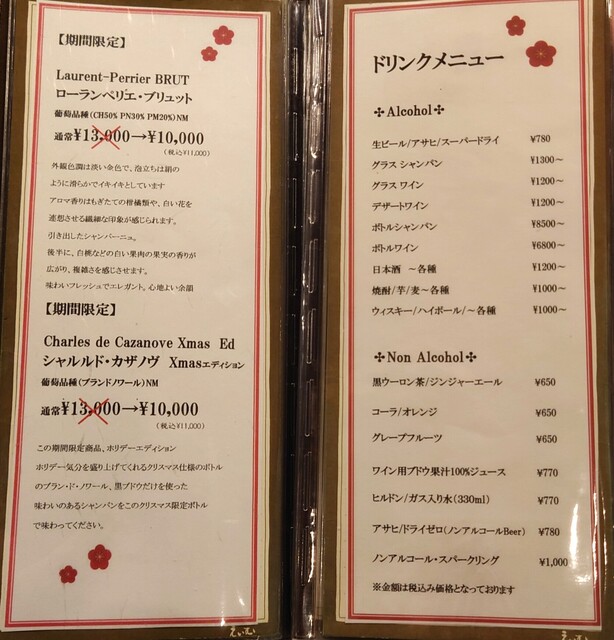 【期間限定】
Laurent-Perrier BRUT
ローランペリエ・ブリュット
葡萄品種(CH50% PN30% PM20%)NM
通常¥13,000→¥10,000
(税込¥11,000)
外縁色調は淡い金色で、泡立ちは絹の
ように滑らかでイキイキとしています
アロマ香りはもぎたての柑橘類や、白い花を
連想させる繊細な印象が感じられます。
引き出したシャンパーニュ。
後半に、白桃などの白い果肉の果実の香りが
広がり、複雑さを感じさせます。
味わいフレッシュでエレガント。心地よい余韻
【期間限定】
Charles de Cazanove Xmas Ed
シャルルド・カザノヴ Xmasエディション
葡萄品種(ブランドノワール)NM
通常¥13,000→¥10,000
(税込¥11,000)
この期間限定商品、ホリデーエディション
ホリデー気分を盛り上げてくれるクリスマス仕様のボトル
のブラン・ド・ノワール、黒ブドウだけを使った
味わいのあるシャンパンをこのクリスマス限定ボトル
で味わってください。
ドリンクメニュー
✣Alcohol✣
生ビール/アサヒ/スーパードライ ¥780
グラス シャンパン ¥1300～
グラス ワイン ¥1200～
デザートワイン ¥1200～
ボトルシャンパン ¥8500～
ボトルワイン ¥6800～
日本酒 ～各種 ¥1200～
焼酎/芋/麦～各種 ¥1000～
ウィスキー/ハイボール/～各種 ¥1000～
✣Non Alcohol✣
黒ウーロン茶/ジンジャーエール ¥650
コーラ/オレンジ ¥650
グレープフルーツ ¥650
ワイン用ブドウ果汁100%ジュース ¥770
ヒルドン/ガス入り水(330ml) ¥770
アサヒ/ドライゼロ(ノンアルコールBeer) ¥780
ノンアルコール・スパークリング ¥1,000
※金額は税込み価格となっております